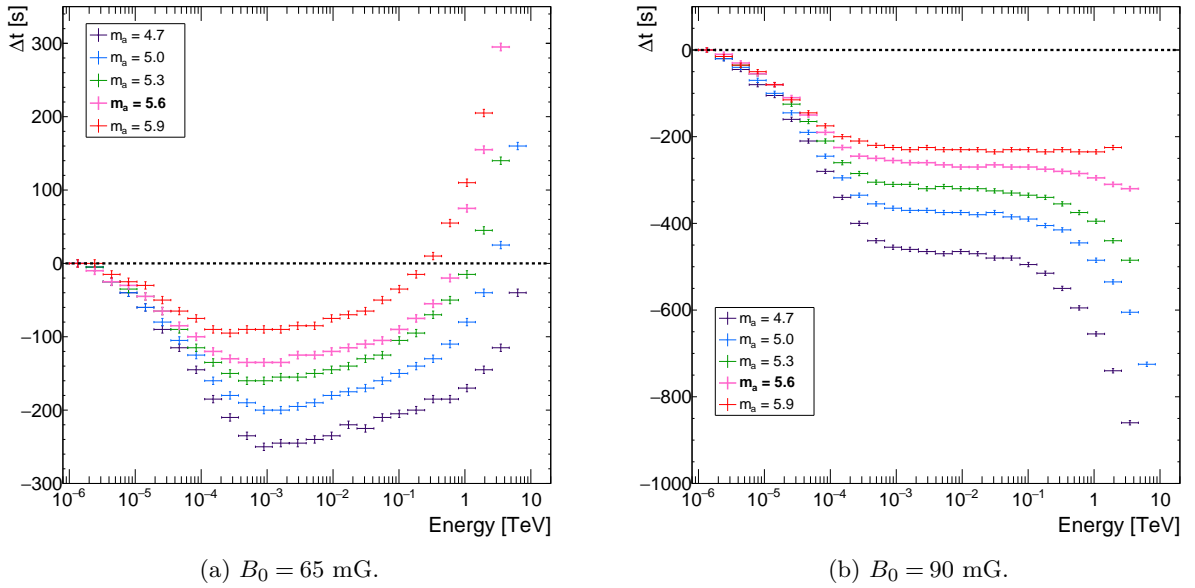 Δt [s]
300
200
100
0
−100
−200
−300
m_a = 4.7
m_a = 5.0
m_a = 5.3
m_a = 5.6
m_a = 5.9
10⁻⁶ 10⁻⁵ 10⁻⁴ 10⁻³ 10⁻² 10⁻¹ 1 10
Energy [TeV]
(a) B₀ = 65 mG.
Δt [s]
0
−200
−400
−600
−800
−1000
m_a = 4.7
m_a = 5.0
m_a = 5.3
m_a = 5.6
m_a = 5.9
10⁻⁶ 10⁻⁵ 10⁻⁴ 10⁻³ 10⁻² 10⁻¹ 1 10
Energy [TeV]
(b) B₀ = 90 mG.